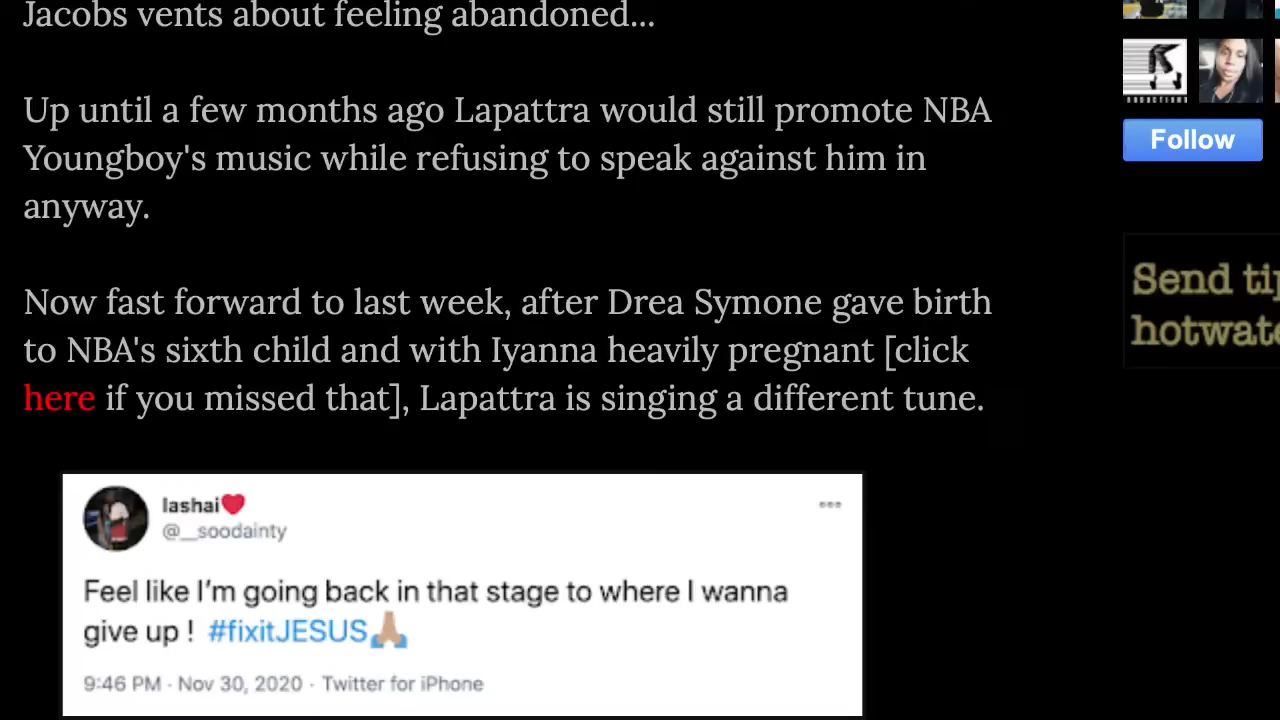 Jacobs vents about feeling abandoned...
Up until a few months ago Lapattra would still promote NBA
Youngboy's music while refusing to speak against him in
anyway.
Now fast forward to last week, after Drea Symone gave birth
to NBA's sixth child and with Iyanna heavily pregnant [click
here if you missed that], Lapattra is singing a different tune.
lashai❤️
@__soodainty
Feel like I'm going back in that stage to where I wanna
give up ! #fixitJESUS🙏🏽
9:46 PM · Nov 30, 2020 · Twitter for iPhone
Follow
Send